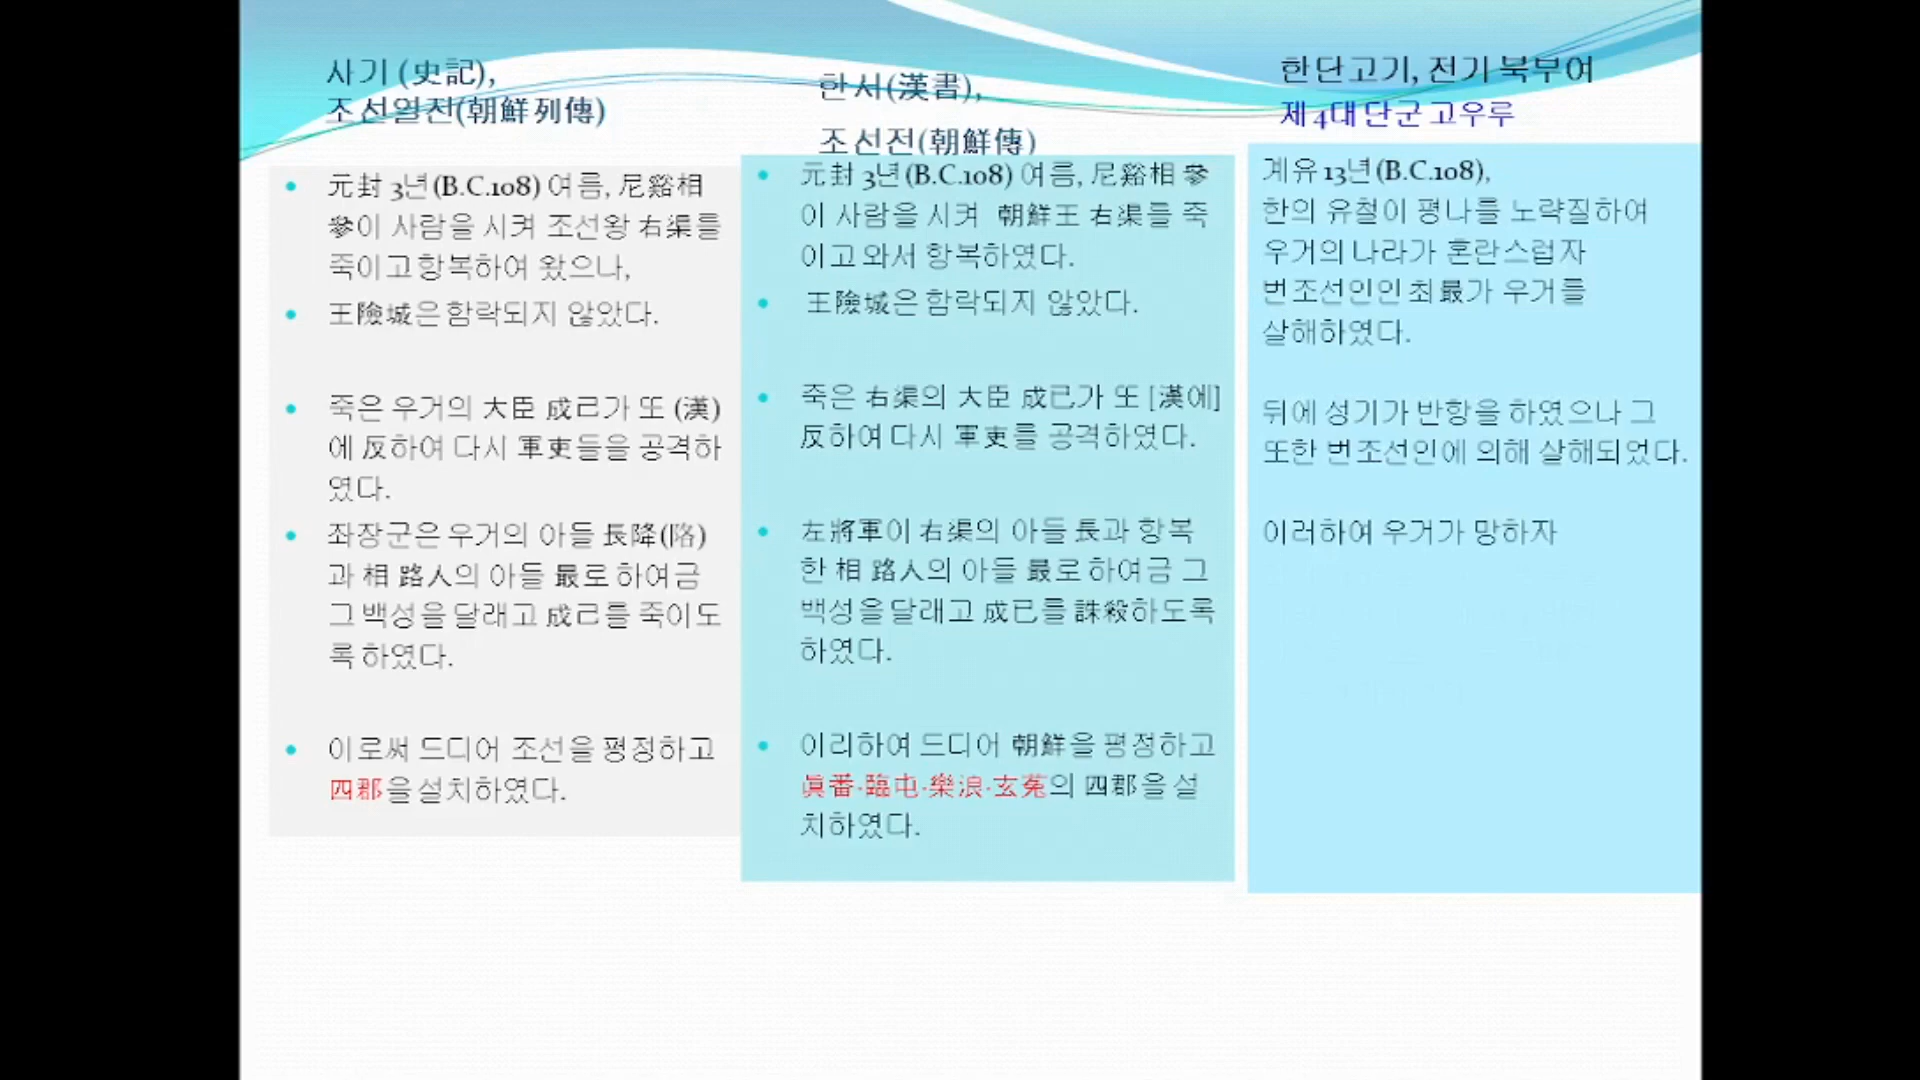 사기 (史記),
조선열전(朝鮮列傳)
• 元封 3년(B.C.108) 여름, 尼谿相
參이 사람을 시켜 조선왕 右渠를
죽이고 항복하여 왔으나,
• 王險城은 함락되지 않았다.
• 죽은 우거의 大臣 成己가 또 (漢)
에 反하여 다시 軍吏들을 공격하
였다.
• 좌장군은 우거의 아들 長降(陷)
과 相 路人의 아들 最로 하여금
그 백성을 달래고 成己를 죽이도
록 하였다.
• 이로써 드디어 조선을 평정하고
四郡을 설치하였다.
한서(漢書),
조선전(朝鮮傳)
• 元封 3년(B.C.108) 여름, 尼谿相 參
이 사람을 시켜 朝鮮王 右渠를 죽
이고 와서 항복하였다.
• 王險城은 함락되지 않았다.
• 죽은 右渠의 大臣 成已가 또 [漢에]
反하여 다시 軍吏를 공격하였다.
• 左將軍이 右渠의 아들 長과 항복
한 相 路人의 아들 最로 하여금 그
백성을 달래고 成已를 誅殺하도록
하였다.
• 이리하여 드디어 朝鮮을 평정하고
眞番·臨屯·樂浪·玄菟의 四郡을 설
치하였다.
한단고기, 전기 북부여
제 4대 단군 고우루
계유 13년(B.C.108),
한의 유철이 평나를 노략질하여
우거의 나라가 혼란스럽자
번조선인인 최最가 우거를
살해하였다.
뒤에 성기가 반항을 하였으나 그
또한 번조선인에 의해 살해되었다.
이러하여 우거가 망하자